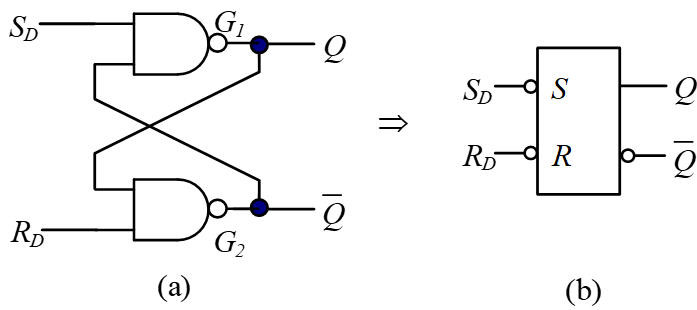 S_D G_1 Q
R_D G_2 Q̅
(a)
⇒
S_D S Q
R_D R Q̅
(b)